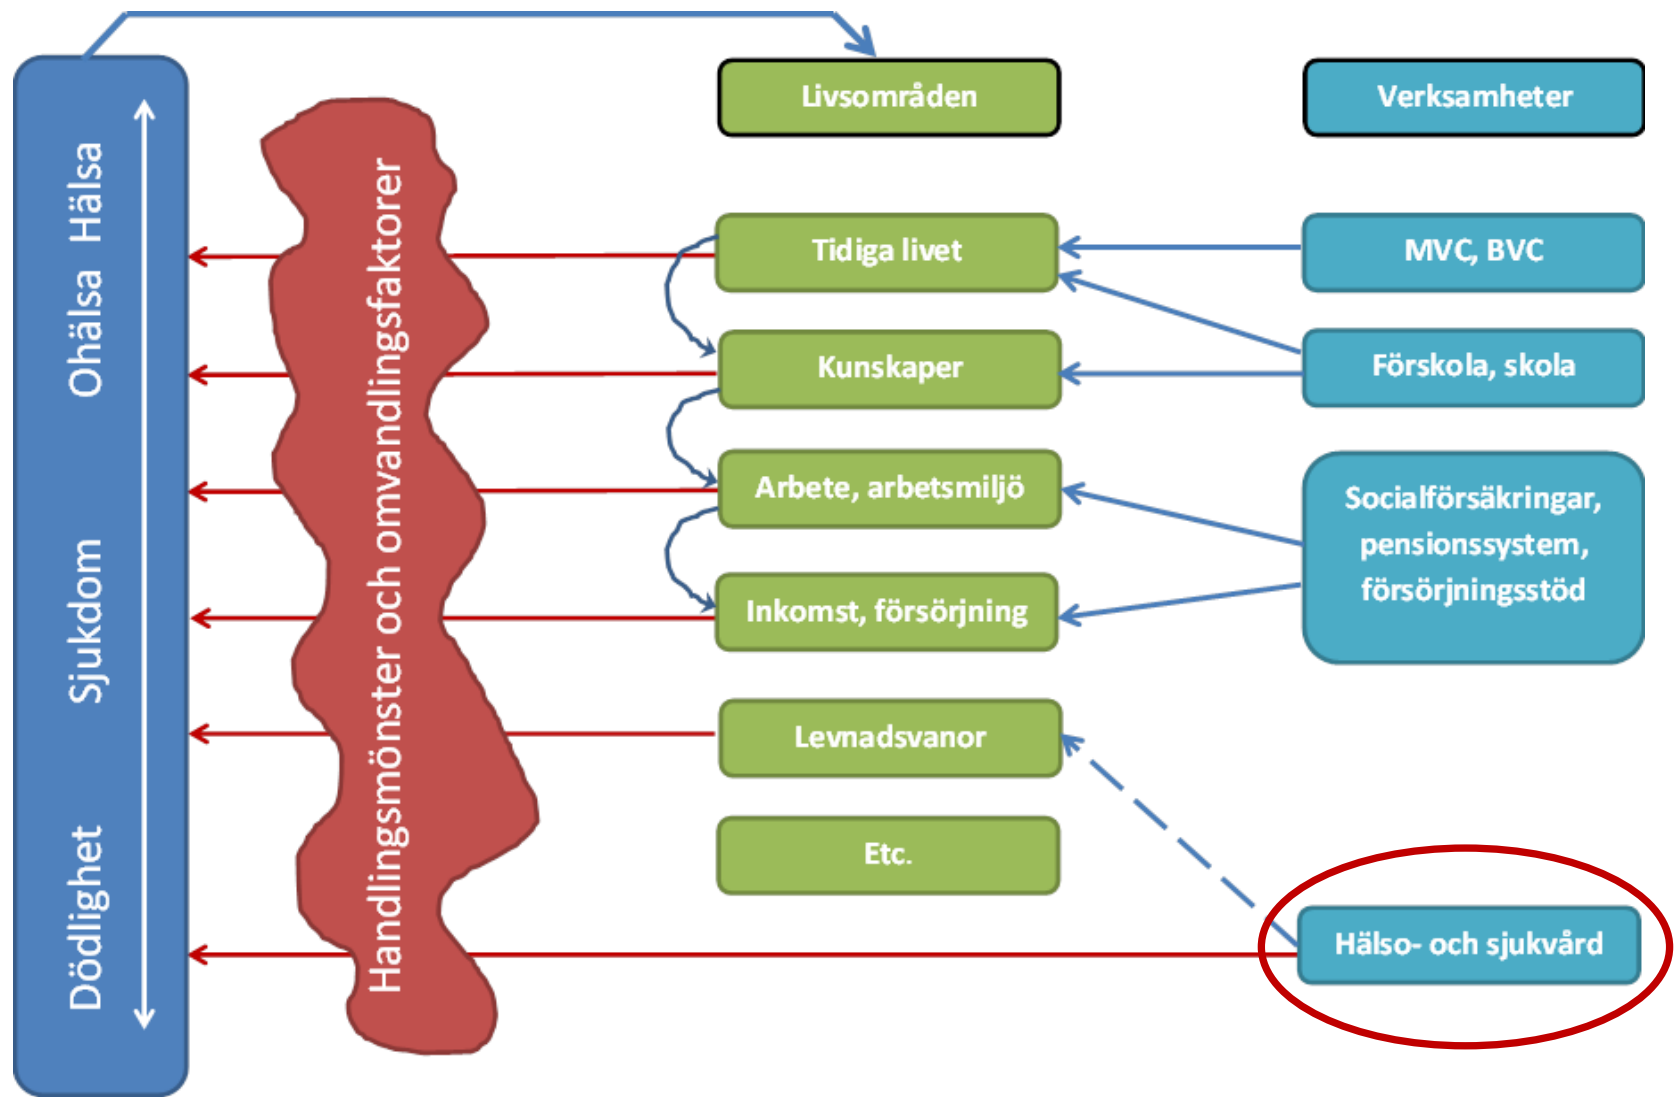 Livsområden
Verksamheter
Hälsa
Ohälsa
Sjukdom
Dödlighet
Handlingsmönster och omvandlingsfaktorer
Tidiga livet
MVC, BVC
Kunskaper
Förskola, skola
Arbete, arbetsmiljö
Socialförsäkringar,
pensionssystem,
försörjningsstöd
Inkomst, försörjning
Levnadsvanor
Etc.
Hälso- och sjukvård